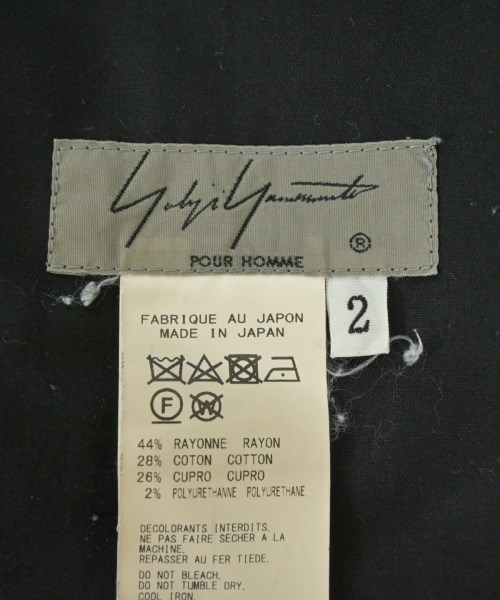 Yohji Yamamoto
®
POUR HOMME
2
FABRIQUE AU JAPON
MADE IN JAPAN
F
W
44% RAYONNE RAYON
28% COTON COTTON
26% CUPRO CUPRO
2% POLYURETHANNE POLYURETHANE
DECOLORANTS INTERDITS.
NE PAS FAIRE SECHER A LA
MACHINE.
REPASSER AU FER TIEDE.
DO NOT BLEACH.
DO NOT TUMBLE DRY.
COOL IRON.